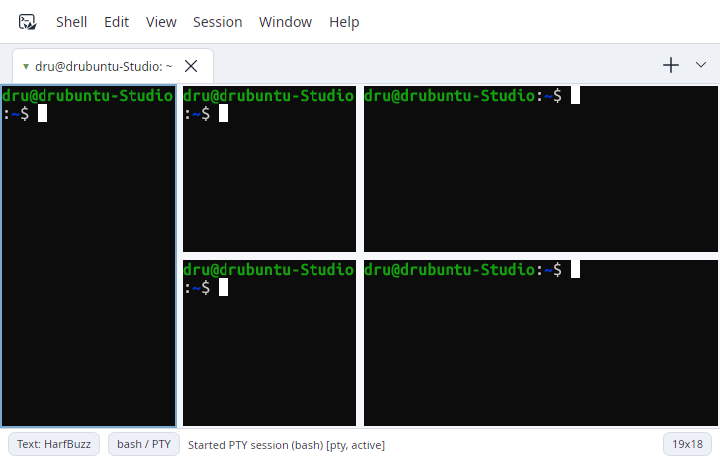 Shell Edit View Session Window Help
▾ dru@drubuntu-Studio: ~
dru@drubuntu-Studio
:~$
dru@drubuntu-Studio
:~$
dru@drubuntu-Studio:~$
dru@drubuntu-Studio
:~$
dru@drubuntu-Studio:~$
Text: HarfBuzz bash / PTY Started PTY session (bash) [pty, active] 19x18